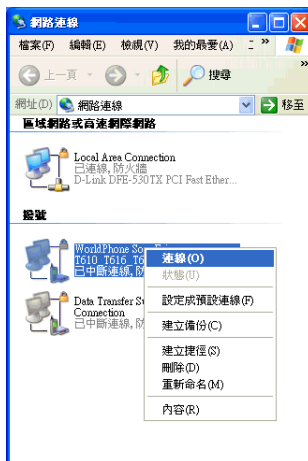 網路連線
檔案(F) 編輯(E) 檢視(V) 我的最愛(A) »
上一頁 搜尋 »
網址(D) 網路連線 移至
區域網路或高速網際網路
Local Area Connection
已連線, 防火牆
D-Link DFE-530TX PCI Fast Ether...
撥號
WorldPhone
T610_T616_T6
已中斷連線, 防
Data Transfer
Connection
已中斷連線, 防
連線(O)
狀態(U)
設定成預設連線(F)
建立備份(C)
建立捷徑(S)
刪除(D)
重新命名(M)
內容(R)